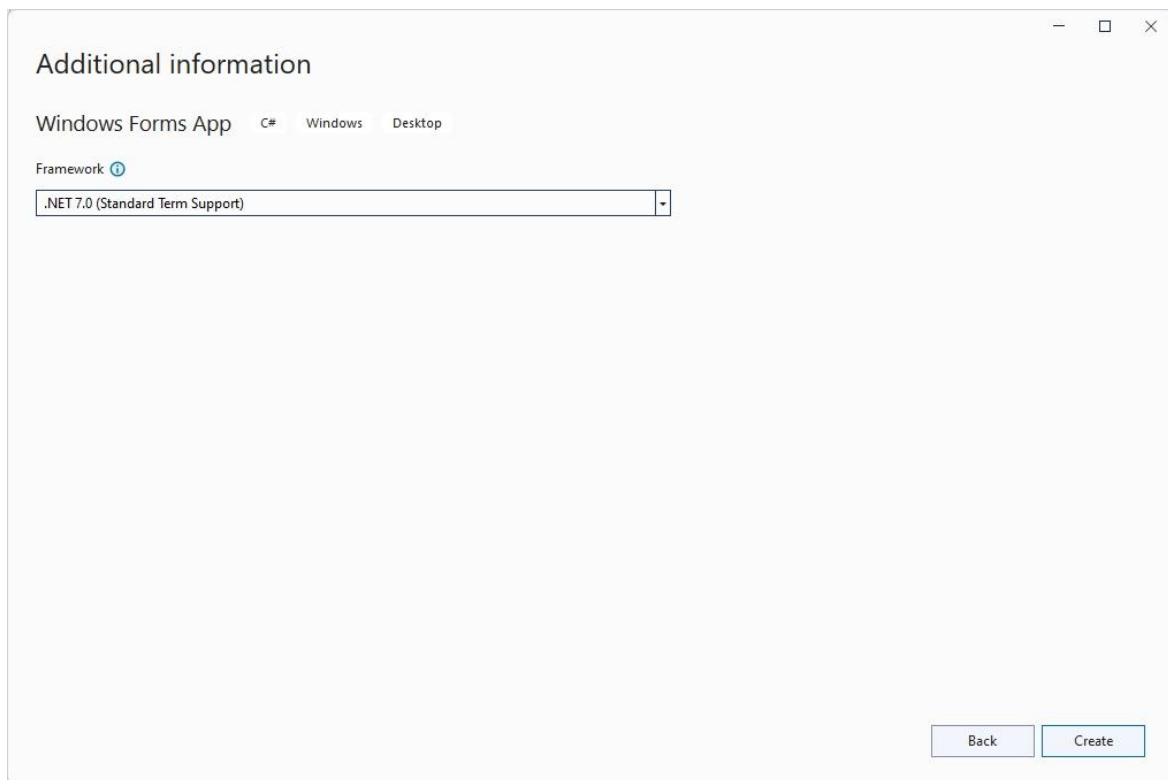 Additional information
Windows Forms App C# Windows Desktop
Framework
.NET 7.0 (Standard Term Support)
Back Create